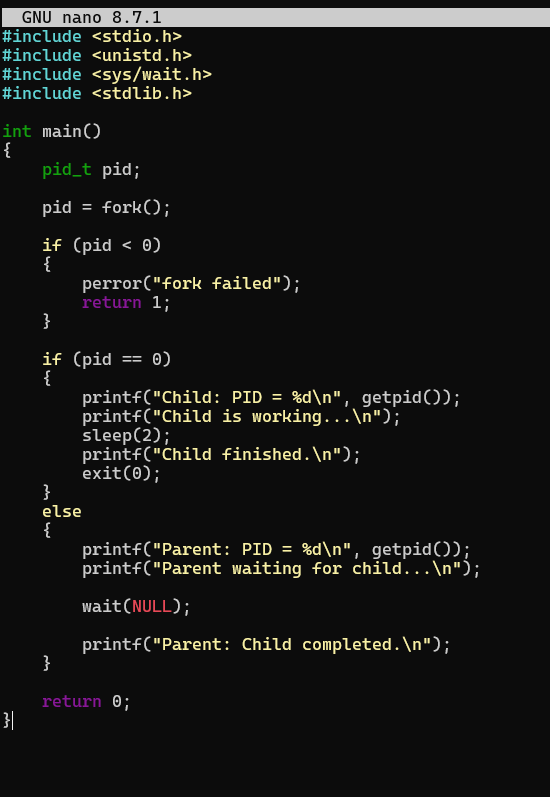 GNU nano 8.7.1
#include <stdio.h>
#include <unistd.h>
#include <sys/wait.h>
#include <stdlib.h>

int main()
{
    pid_t pid;

    pid = fork();

    if (pid < 0)
    {
        perror("fork failed");
        return 1;
    }

    if (pid == 0)
    {
        printf("Child: PID = %d\n", getpid());
        printf("Child is working...\n");
        sleep(2);
        printf("Child finished.\n");
        exit(0);
    }
    else
    {
        printf("Parent: PID = %d\n", getpid());
        printf("Parent waiting for child...\n");

        wait(NULL);

        printf("Parent: Child completed.\n");
    }

    return 0;
}